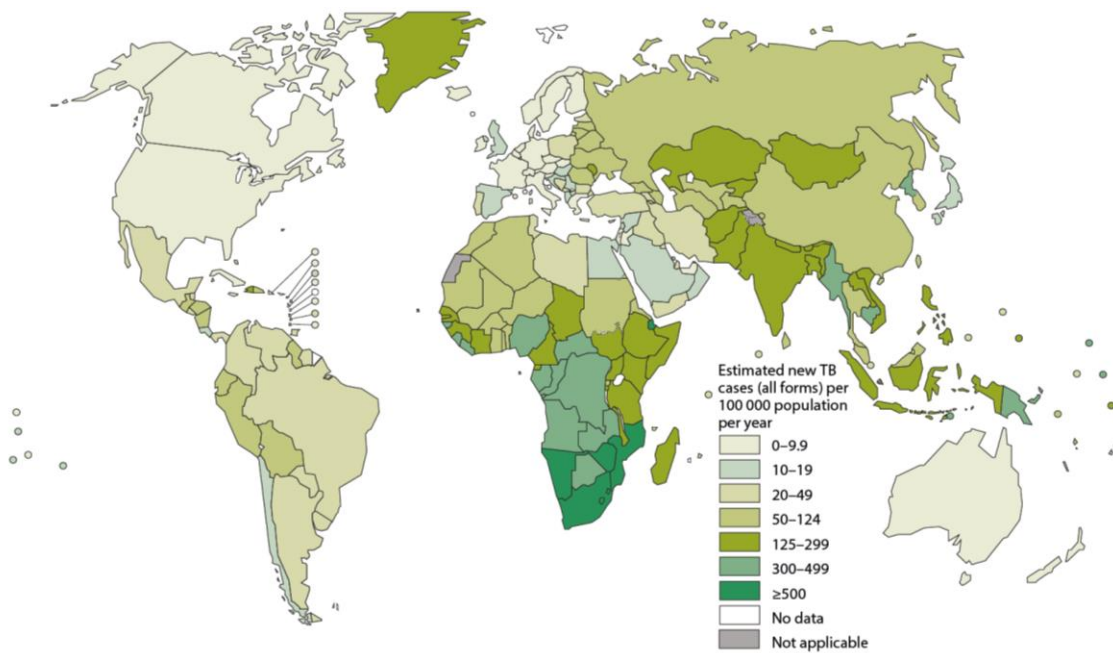 Estimated new TB
cases (all forms) per
100 000 population
per year
0–9.9
10–19
20–49
50–124
125–299
300–499
≥500
No data
Not applicable